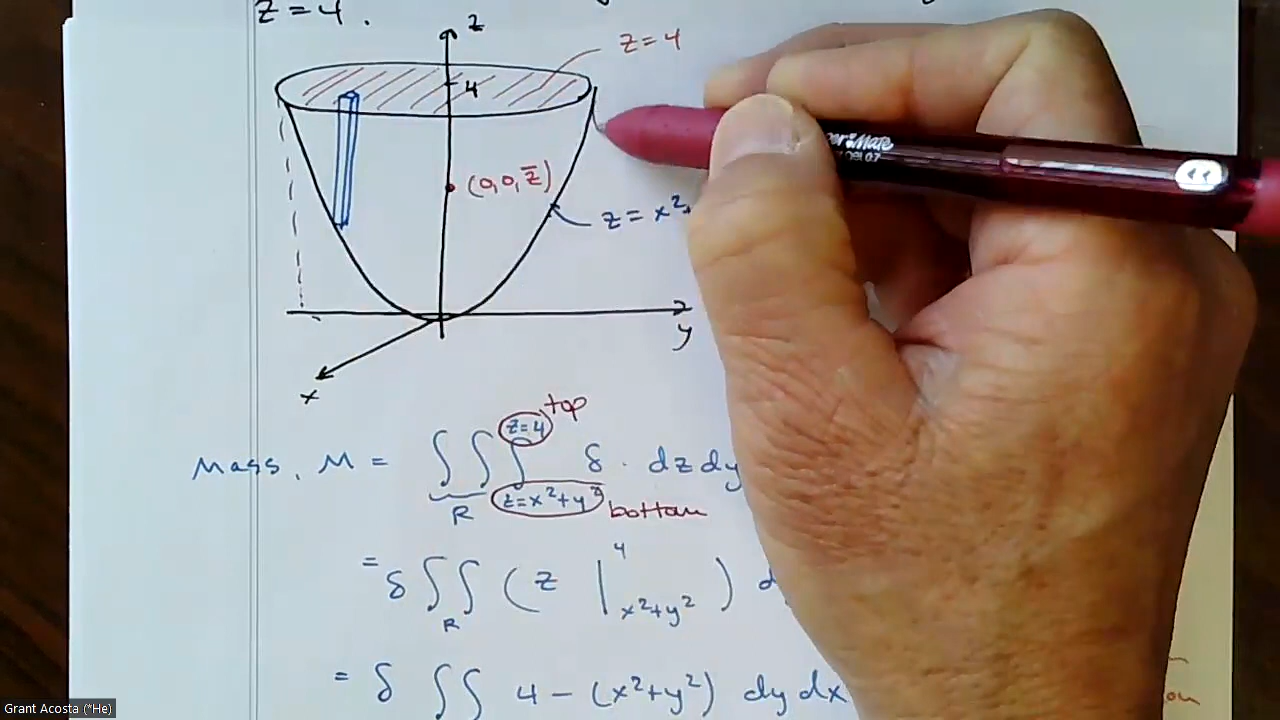 z = 4.
z
z = 4
4
(0,0,z̅)
z = x²+
y
x
top
z=4
Mass, M = ∫∫∫ δ · dz dy
R z=x²+y² bottom
= δ ∫∫ ( z | ) d
4
R x²+y²
= δ ∫∫ 4 − (x²+y²) dy dx
Grant Acosta (*He)